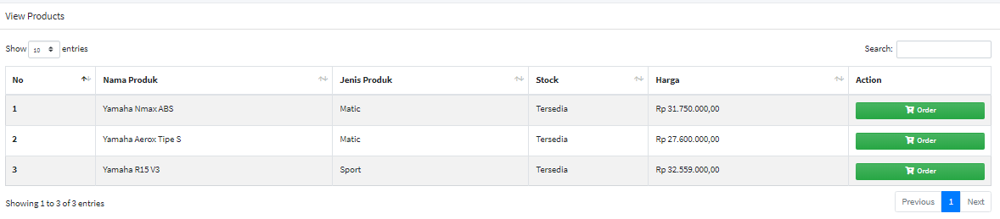 View Products
Show 10 entries Search:
No Nama Produk Jenis Produk Stock Harga Action
1 Yamaha Nmax ABS Matic Tersedia Rp 31.750.000,00 Order
2 Yamaha Aerox Tipe S Matic Tersedia Rp 27.600.000,00 Order
3 Yamaha R15 V3 Sport Tersedia Rp 32.559.000,00 Order
Showing 1 to 3 of 3 entries Previous 1 Next